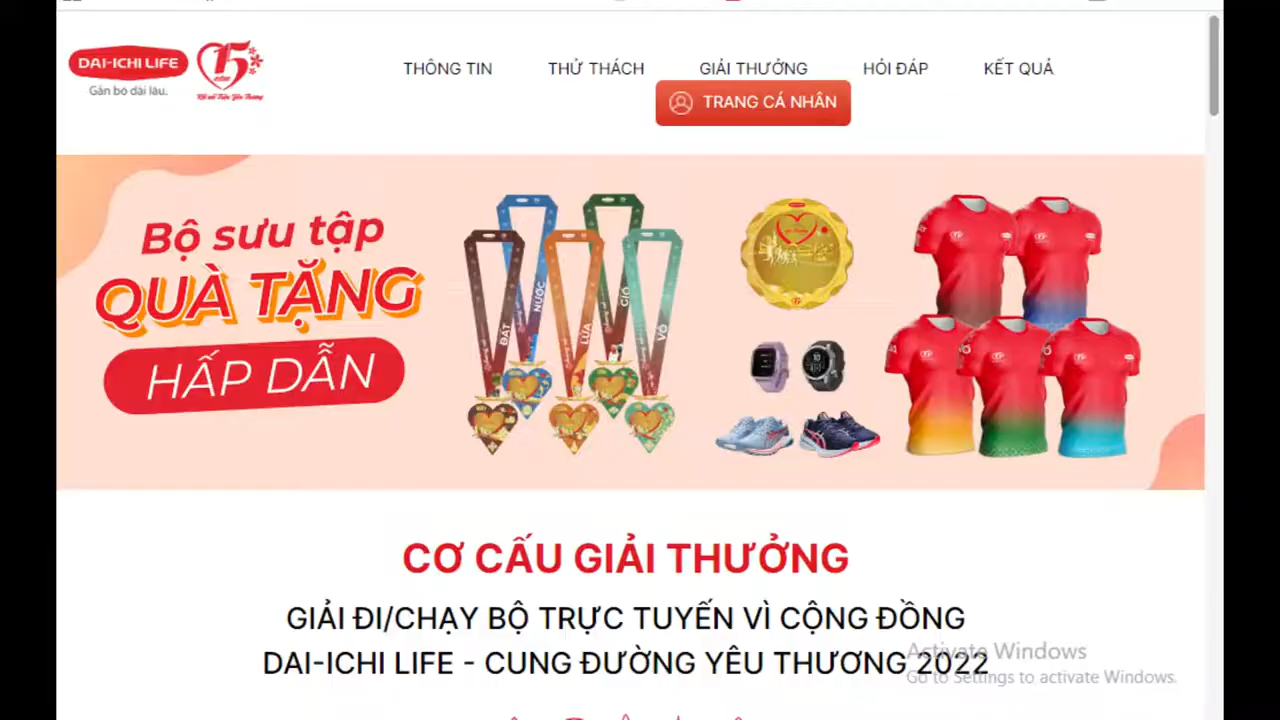 DAI-ICHI LIFE
Gắn bó dài lâu.
15
THÔNG TIN
THỬ THÁCH
GIẢI THƯỞNG
HỎI ĐÁP
KẾT QUẢ
TRANG CÁ NHÂN
Bộ sưu tập
QUÀ TẶNG
HẤP DẪN
ĐẤT
NƯỚC
LỬA
GIÓ
VÕ
CƠ CẤU GIẢI THƯỞNG
GIẢI ĐI/CHẠY BỘ TRỰC TUYẾN VÌ CỘNG ĐỒNG
DAI-ICHI LIFE - CUNG ĐƯỜNG YÊU THƯƠNG 2022
Activate Windows
Go to Settings to activate Windows.